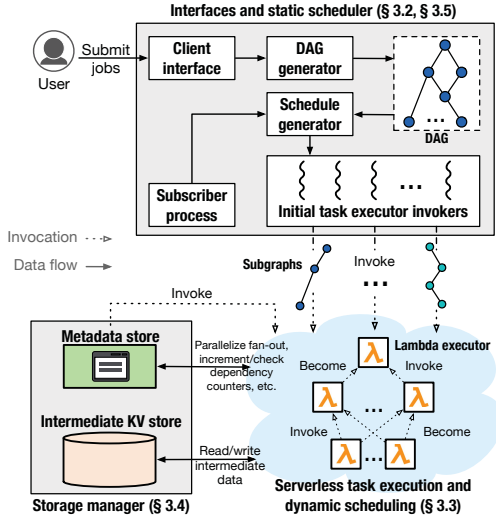 Interfaces and static scheduler (§ 3.2, § 3.5)
User
Submit
jobs
Client
interface
DAG
generator
...
DAG
Schedule
generator
Subscriber
process
...
Initial task executor invokers
Invocation
Data flow
Subgraphs
Invoke
...
Invoke
Metadata store
Parallelize fan-out,
increment/check
dependency
counters, etc.
Intermediate KV store
Read/write
intermediate
data
Storage manager (§ 3.4)
λ
Lambda executor
Become
Invoke
λ
...
λ
Invoke
Become
λ
...
λ
Serverless task execution and
dynamic scheduling (§ 3.3)